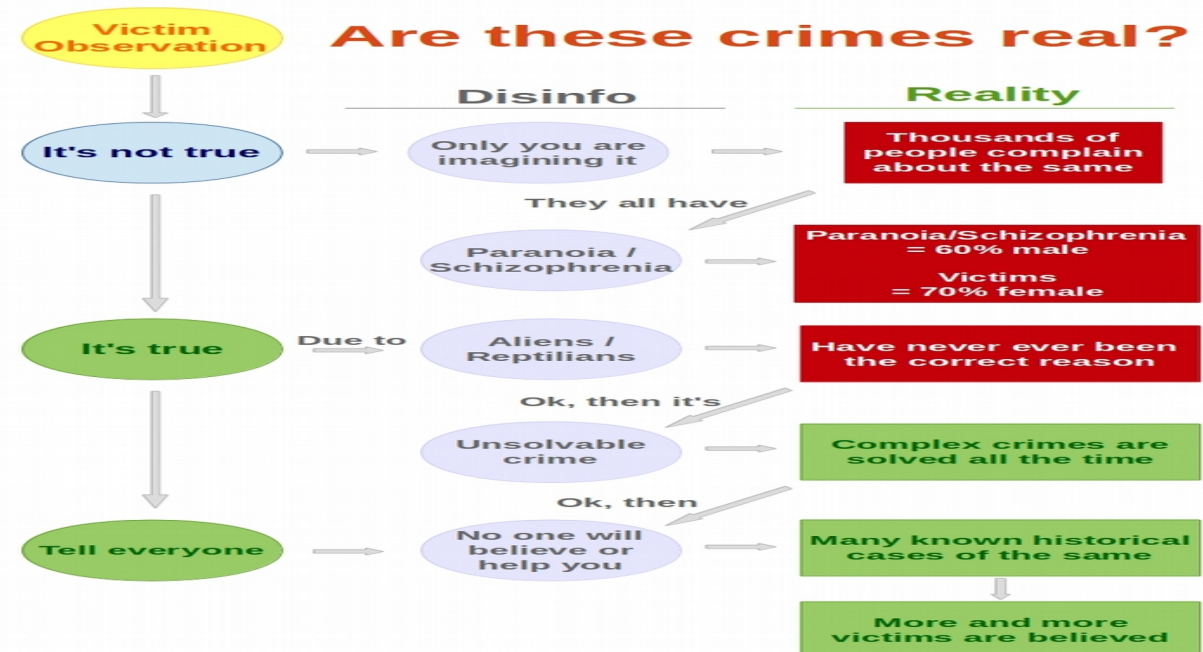 Victim
Observation
Are these crimes real?
Disinfo
Reality
It's not true
Only you are
imagining it
Thousands of
people complain
about the same
They all have
Paranoia /
Schizophrenia
Paranoia/Schizophrenia
= 60% male
Victims
= 70% female
It's true
Due to
Aliens /
Reptilians
Have never ever been
the correct reason
Ok, then it's
Unsolvable
crime
Complex crimes are
solved all the time
Ok, then
Tell everyone
No one will
believe or
help you
Many known historical
cases of the same
More and more
victims are believed